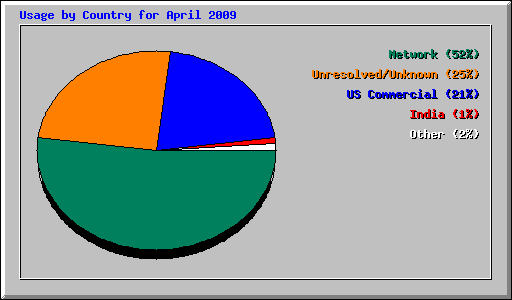 Usage by Country for April 2009
Network (52%)
Unresolved/Unknown (25%)
US Commercial (21%)
India (1%)
Other (2%)